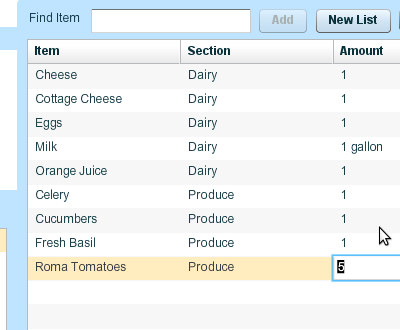 Find Item Add New List
Item Section Amount
Cheese Dairy 1
Cottage Cheese Dairy 1
Eggs Dairy 1
Milk Dairy 1 gallon
Orange Juice Dairy 1
Celery Produce 1
Cucumbers Produce 1
Fresh Basil Produce 1
Roma Tomatoes Produce 5